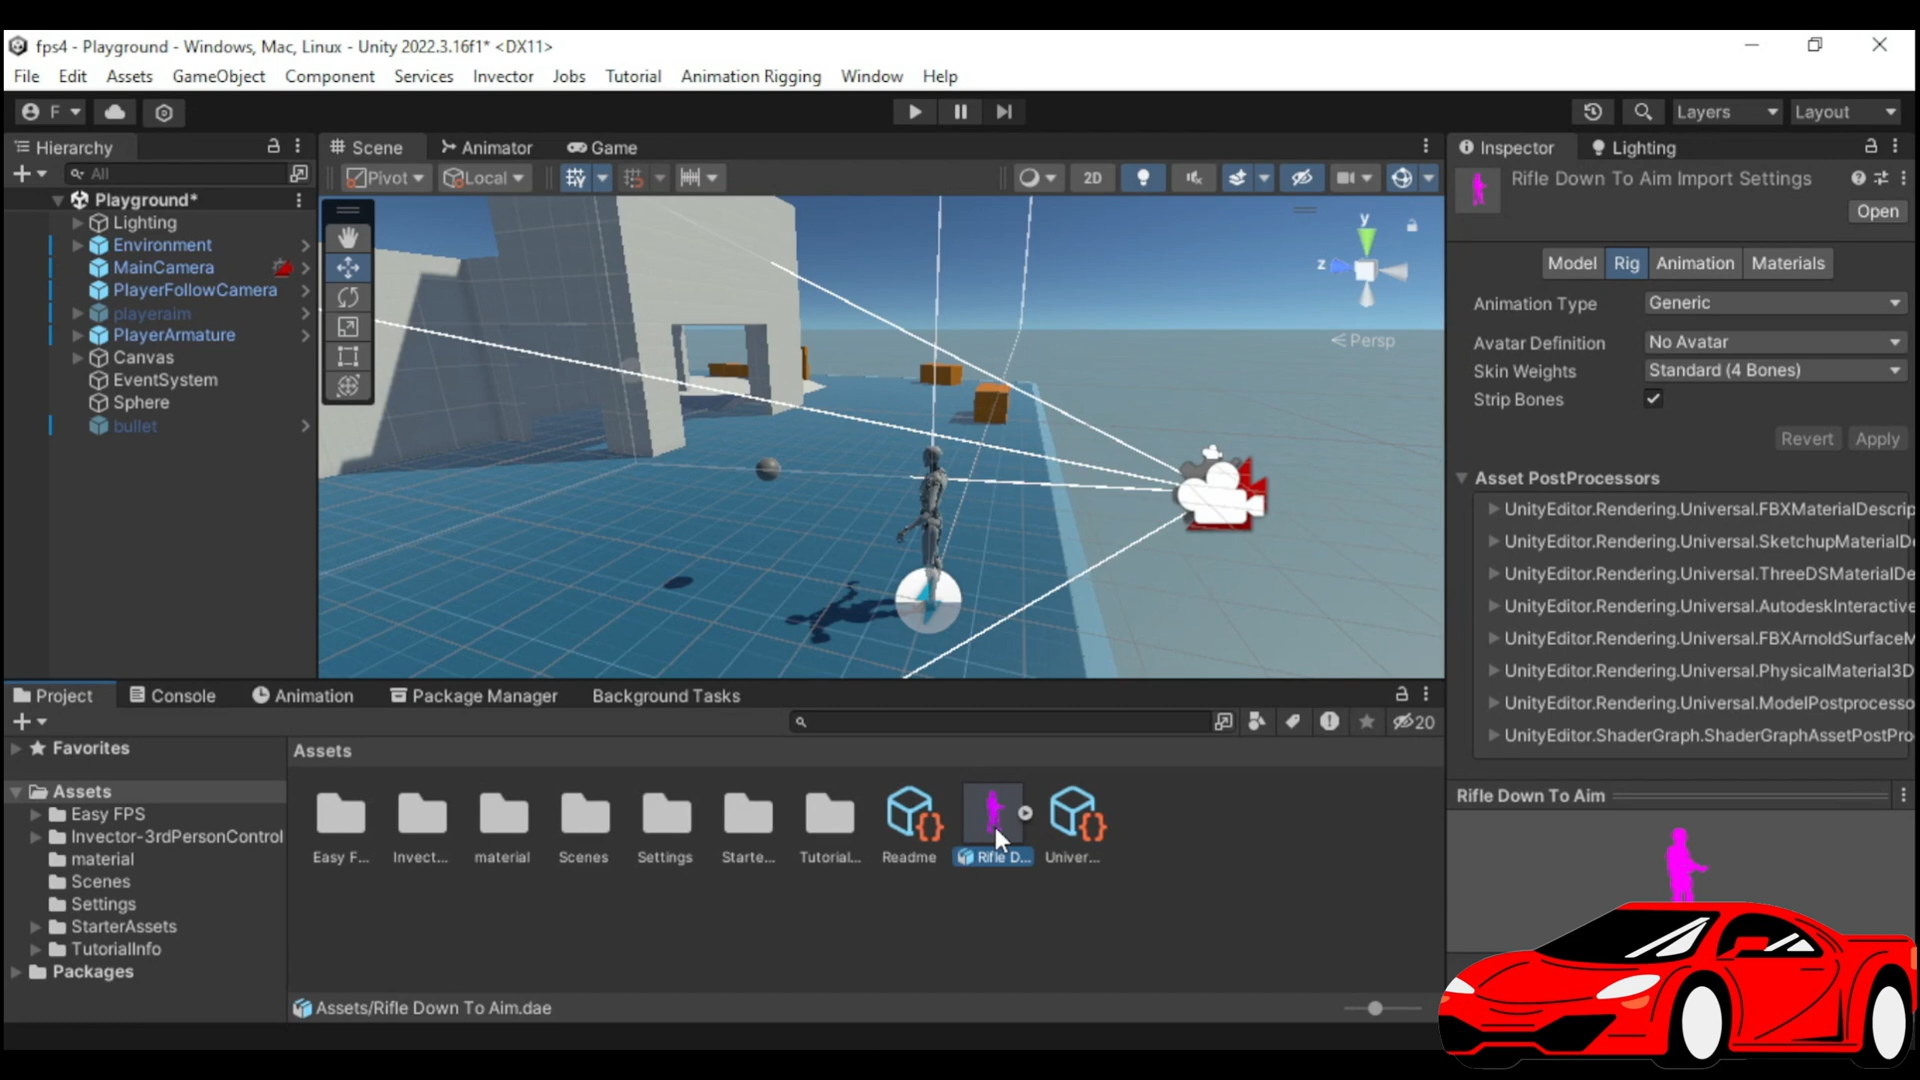 fps4 - Playground - Windows, Mac, Linux - Unity 2022.3.16f1* <DX11>
File Edit Assets GameObject Component Services Invector Jobs Tutorial Animation Rigging Window Help
F Layers Layout
Hierarchy
All
Playground*
Lighting
Environment
MainCamera
PlayerFollowCamera
playeraim
PlayerArmature
Canvas
EventSystem
Sphere
bullet
Scene Animator Game
Pivot Local 2D
y
z
Persp
Inspector Lighting
Rifle Down To Aim Import Settings
Open
Model Rig Animation Materials
Animation Type Generic
Avatar Definition No Avatar
Skin Weights Standard (4 Bones)
Strip Bones
Revert Apply
Asset PostProcessors
UnityEditor.Rendering.Universal.FBXMaterialDescrip
UnityEditor.Rendering.Universal.SketchupMaterialD
UnityEditor.Rendering.Universal.ThreeDSMaterialDe
UnityEditor.Rendering.Universal.AutodeskInteractive
UnityEditor.Rendering.Universal.FBXArnoldSurfaceM
UnityEditor.Rendering.Universal.PhysicalMaterial3D
UnityEditor.Rendering.Universal.ModelPostprocesso
UnityEditor.ShaderGraph.ShaderGraphAssetPostPro
Rifle Down To Aim
Project Console Animation Package Manager Background Tasks
20
Favorites
Assets
Easy FPS
Invector-3rdPersonControl
material
Scenes
Settings
StarterAssets
TutorialInfo
Packages
Assets
Easy F... Invect... material Scenes Settings Starte... Tutorial... Readme Rifle D... Univer...
Assets/Rifle Down To Aim.dae